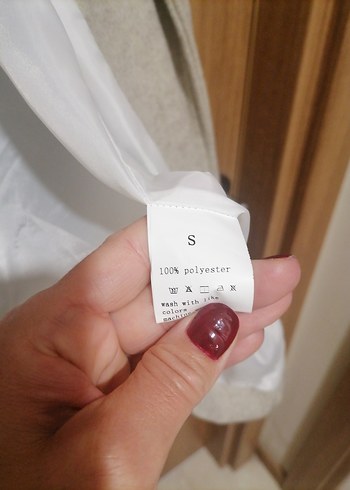 S
100% polyester
wash with like
colors
machine